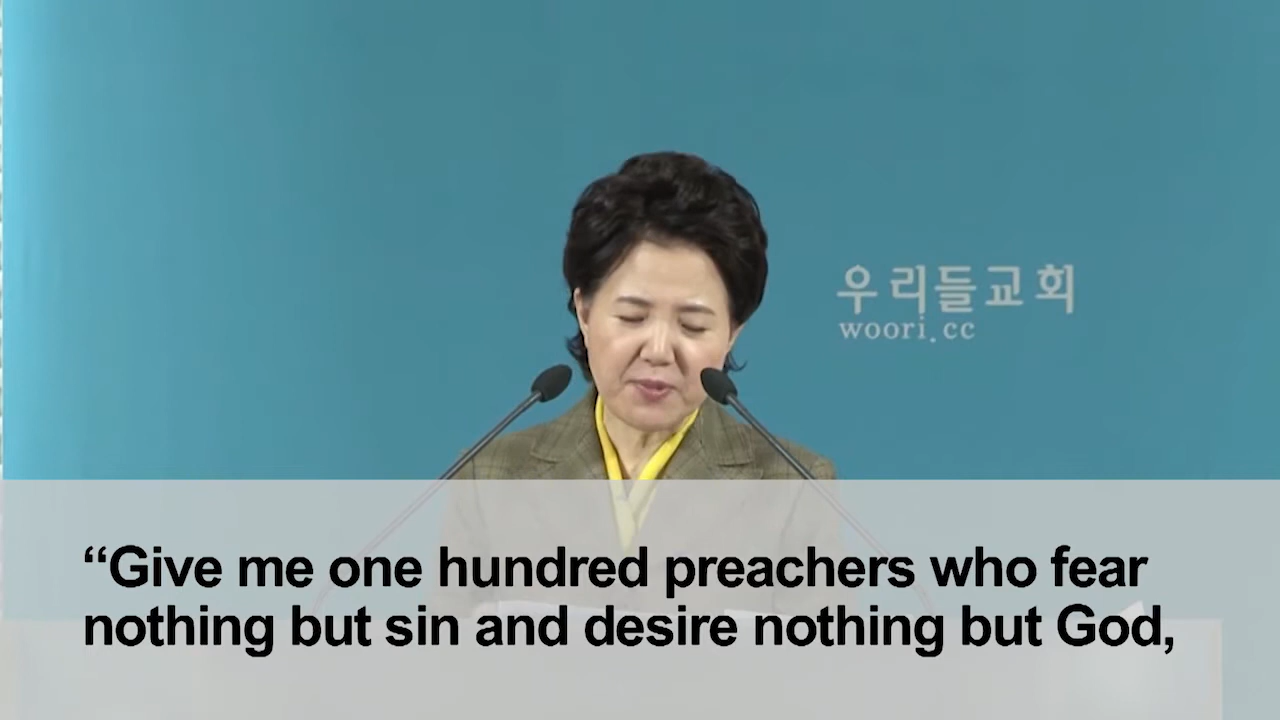 우리들교회
woori.cc
“Give me one hundred preachers who fear
nothing but sin and desire nothing but God,